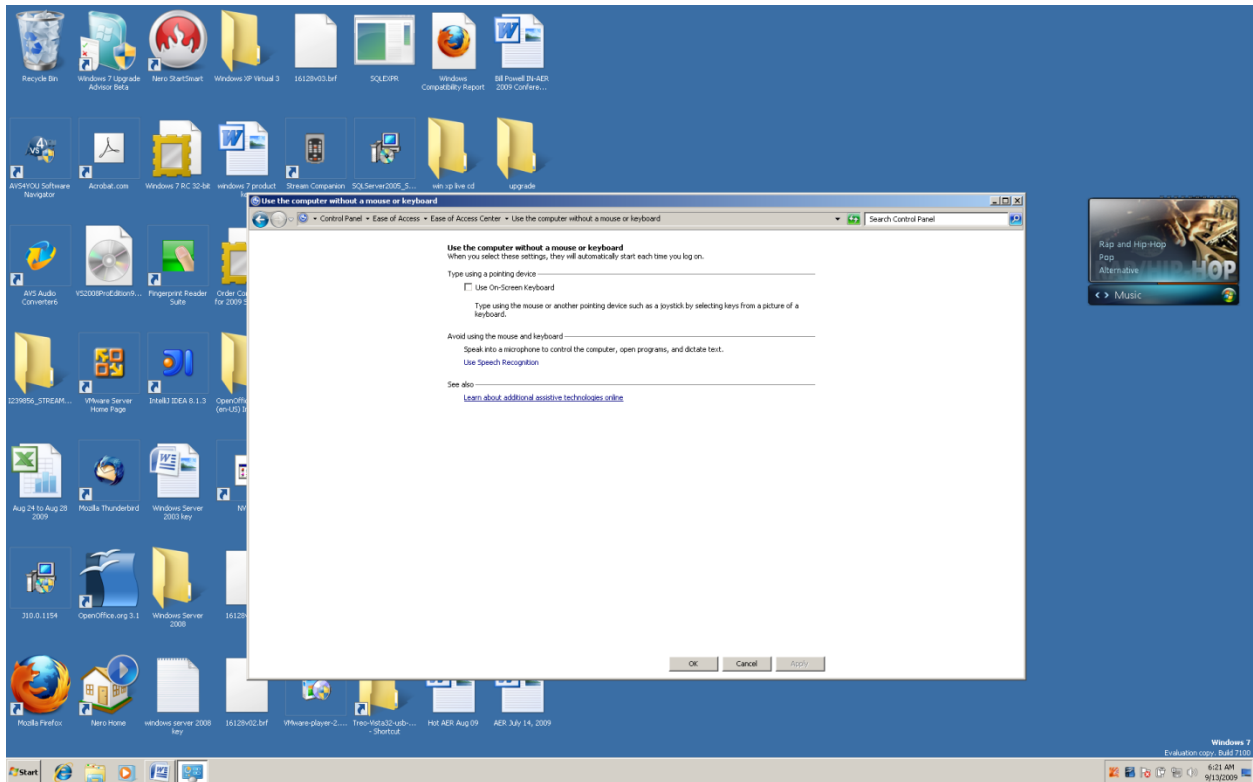 Recycle Bin
Windows 7 Upgrade
Advisor Beta
Nero StartSmart
Windows XP Virtual 3
16128v03.brf
SQLEXPR
Windows
Compatibility Report
Bill Powell IN-AER
2009 Confere...
AVS4YOU Software
Navigator
Acrobat.com
Windows 7 RC 32-bit
windows 7 product
Stream Companion
SQLServer2005_S...
win xp live cd
upgrade
AVS Audio
Converter6
VS2008ProEdition9...
Fingerprint Reader
Suite
Order Co
for 2009 S
I239856_STREAM...
VMware Server
Home Page
IntelliJ IDEA 8.1.3
OpenOffi
(en-US) I
Aug 24 to Aug 28
2009
Mozilla Thunderbird
Windows Server
2003 key
NV
J10.0.1154
OpenOffice.org 3.1
Windows Server
2008
16128v
Mozilla Firefox
Nero Home
windows server 2008
key
16128v02.brf
VMware-player-2....
Treo-Vista32-usb-...
- Shortcut
Hot AER Aug 09
AER July 14, 2009
Use the computer without a mouse or keyboard
Control Panel
Ease of Access
Ease of Access Center
Use the computer without a mouse or keyboard
Search Control Panel
Use the computer without a mouse or keyboard
When you select these settings, they will automatically start each time you log on.
Type using a pointing device
Use On-Screen Keyboard
Type using the mouse or another pointing device such as a joystick by selecting keys from a picture of a
keyboard.
Avoid using the mouse and keyboard
Speak into a microphone to control the computer, open programs, and dictate text.
Use Speech Recognition
See also
Learn about additional assistive technologies online
OK
Cancel
Apply
Rap and Hip-Hop
Pop
Alternative
Music
Windows 7
Evaluation copy. Build 7100
Start
6:21 AM
9/13/2009